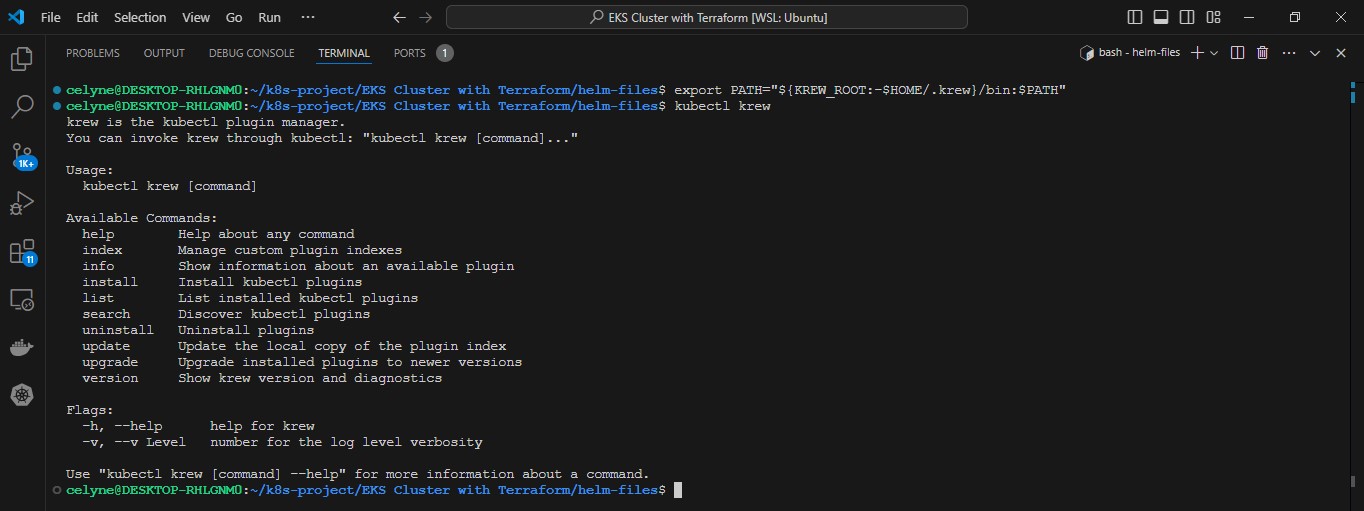 File Edit Selection View Go Run ··· EKS Cluster with Terraform [WSL: Ubuntu]
PROBLEMS OUTPUT DEBUG CONSOLE TERMINAL PORTS 1 bash - helm-files
celyne@DESKTOP-RHLGNM0:~/k8s-project/EKS Cluster with Terraform/helm-files$ export PATH="${KREW_ROOT:-$HOME/.krew}/bin:$PATH"
celyne@DESKTOP-RHLGNM0:~/k8s-project/EKS Cluster with Terraform/helm-files$ kubectl krew
krew is the kubectl plugin manager.
You can invoke krew through kubectl: "kubectl krew [command]..."
Usage:
  kubectl krew [command]
Available Commands:
  help        Help about any command
  index       Manage custom plugin indexes
  info        Show information about an available plugin
  install     Install kubectl plugins
  list        List installed kubectl plugins
  search      Discover kubectl plugins
  uninstall   Uninstall plugins
  update      Update the local copy of the plugin index
  upgrade     Upgrade installed plugins to newer versions
  version     Show krew version and diagnostics
Flags:
  -h, --help      help for krew
  -v, --v Level   number for the log level verbosity
Use "kubectl krew [command] --help" for more information about a command.
celyne@DESKTOP-RHLGNM0:~/k8s-project/EKS Cluster with Terraform/helm-files$
1K+
11